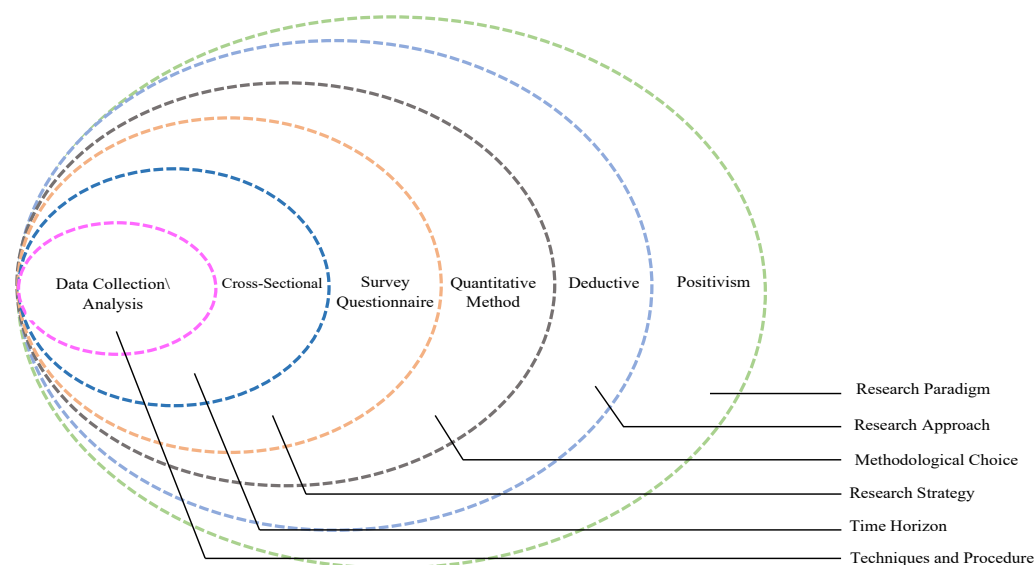 Data Collection\
Analysis
Cross-Sectional
Survey
Questionnaire
Quantitative
Method
Deductive
Positivism
Research Paradigm
Research Approach
Methodological Choice
Research Strategy
Time Horizon
Techniques and Procedure